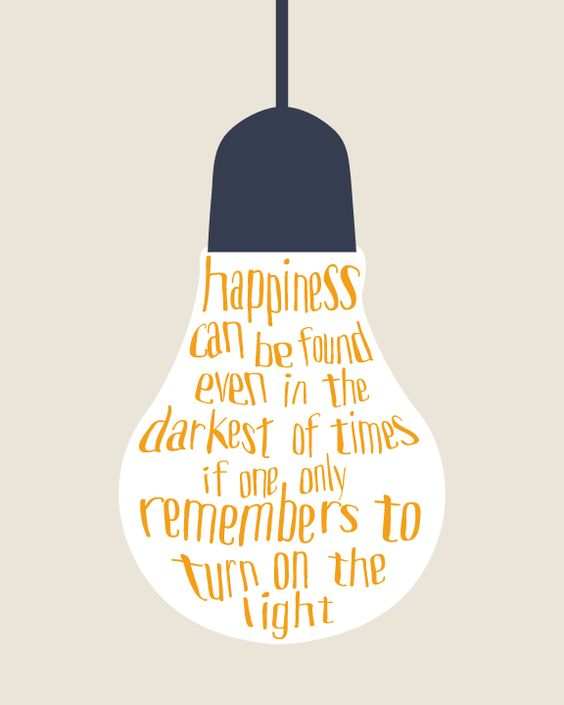 happiness
can be found
even in the
darkest of times
if one only
remembers to
turn on the
light